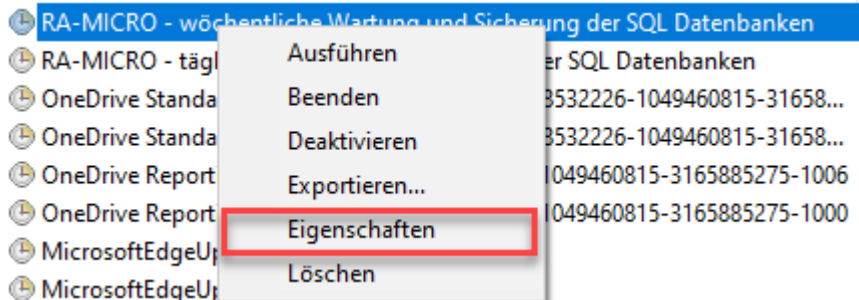 RA-MICRO - wöchentliche Wartung und Sicherung der SQL Datenbanken
RA-MICRO - tägl er SQL Datenbanken
OneDrive Standa 3532226-1049460815-31658...
OneDrive Standa 3532226-1049460815-31658...
OneDrive Report 1049460815-3165885275-1006
OneDrive Report 1049460815-3165885275-1000
MicrosoftEdgeUp
MicrosoftEdgeUp
Ausführen
Beenden
Deaktivieren
Exportieren...
Eigenschaften
Löschen